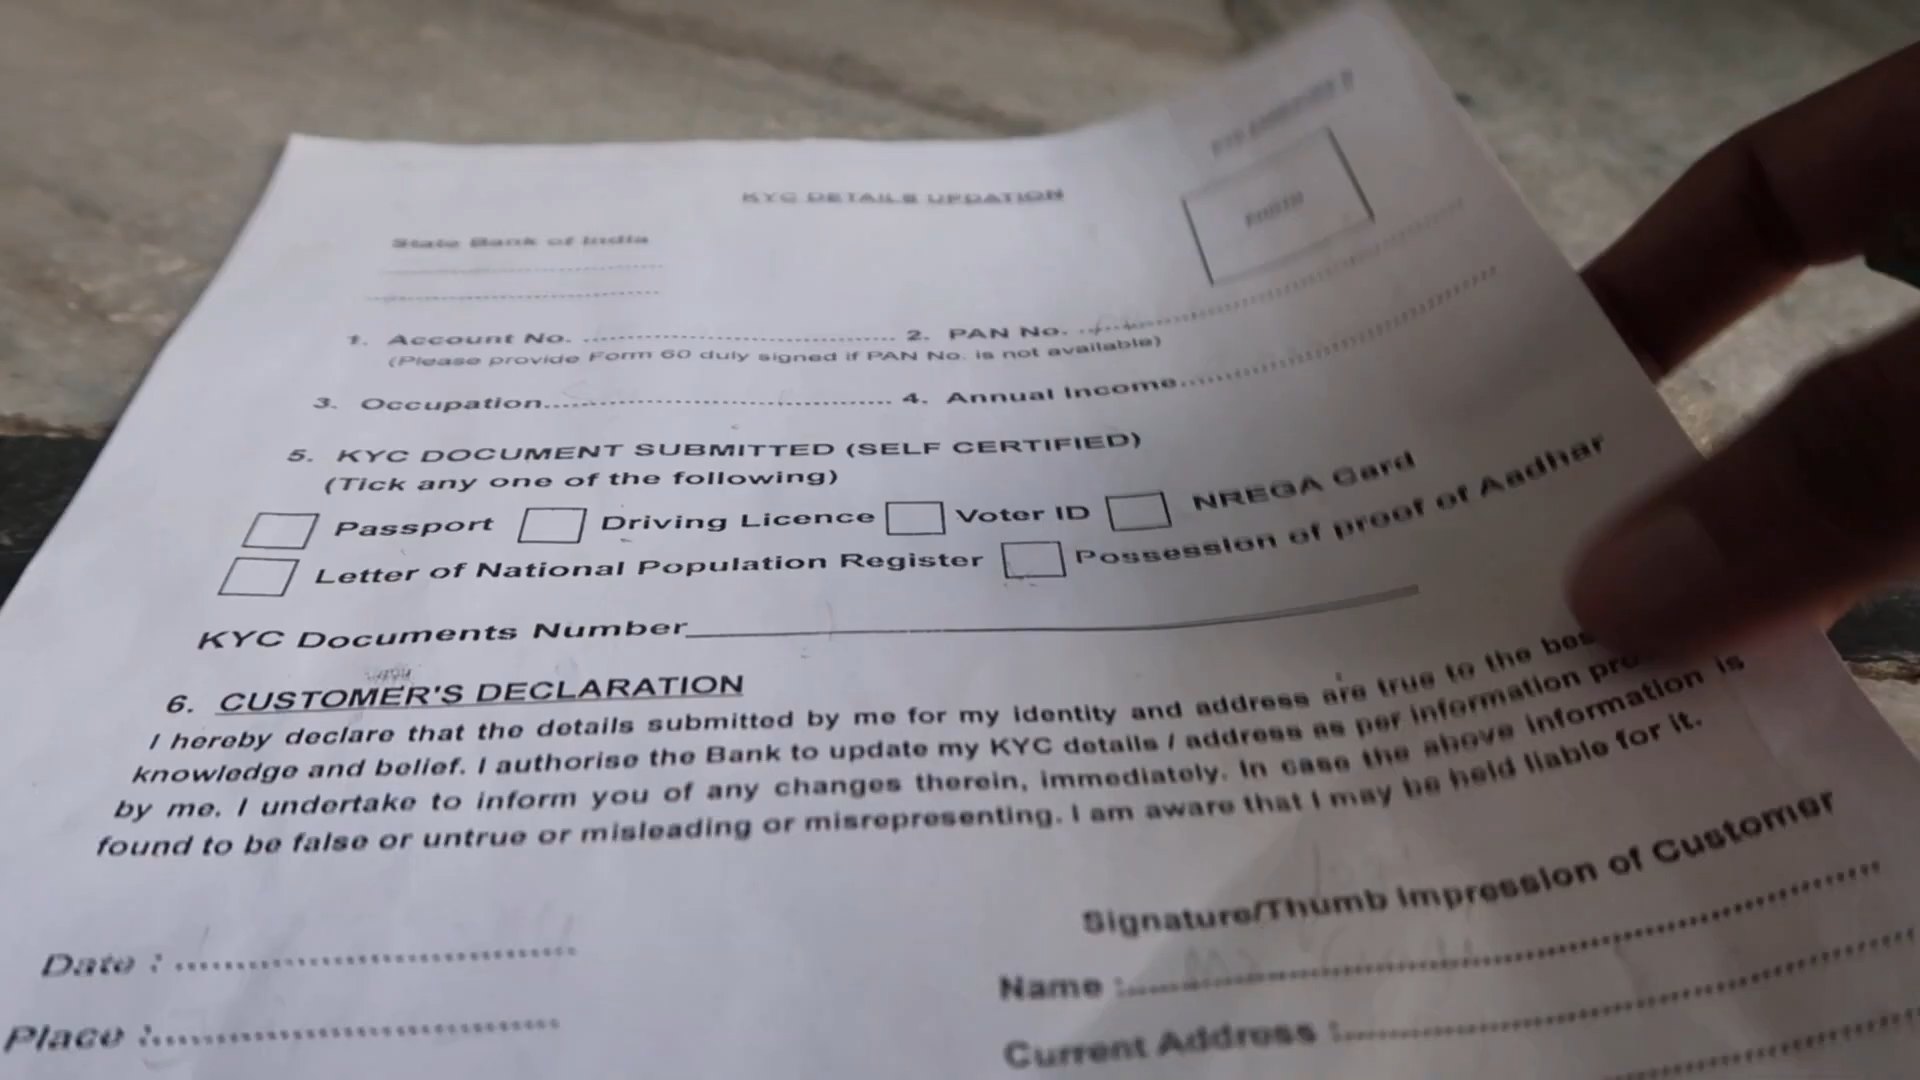 KYC DETAILS UPDATION
PHOTO
State Bank of India
1. Account No. .......................................... 2. PAN No. ..........................................
(Please provide Form 60 duly signed if PAN No. is not available)
3. Occupation.......................................... 4. Annual Income..........................................
5. KYC DOCUMENT SUBMITTED (SELF CERTIFIED)
(Tick any one of the following)
Passport Driving Licence Voter ID NREGA Card
Letter of National Population Register Possession of proof of Aadhar
KYC Documents Number
6. CUSTOMER'S DECLARATION
I hereby declare that the details submitted by me for my identity and address are true to the
knowledge and belief. I authorise the Bank to update my KYC details / address as per information
by me. I undertake to inform you of any changes therein, immediately. In case the above information is
found to be false or untrue or misleading or misrepresenting. I am aware that I may be held liable for it.
Signature/Thumb Impression of Customer
Date : ..........................................
Name :..........................................
Place :..........................................
Current Address :..........................................